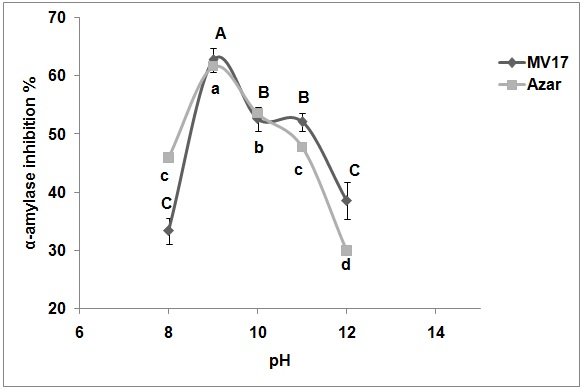 70
60
50
40
30
20
α-amylase inhibition %
A
a
B
b
B
c
c
C
C
d
6
8
10
12
14
pH
MV17
Azar